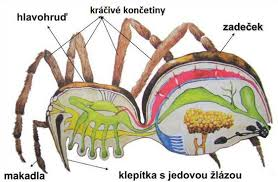 kráčivé končetiny
hlavohruď
zadeček
makadla
klepítka s jedovou žlázou